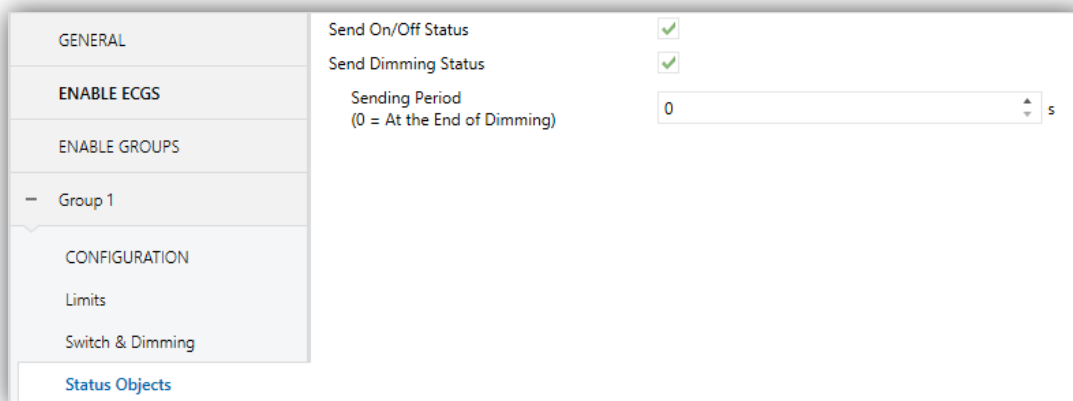 GENERAL
ENABLE ECGS
ENABLE GROUPS
− Group 1
CONFIGURATION
Limits
Switch & Dimming
Status Objects
Send On/Off Status
Send Dimming Status
Sending Period
(0 = At the End of Dimming)
0 s